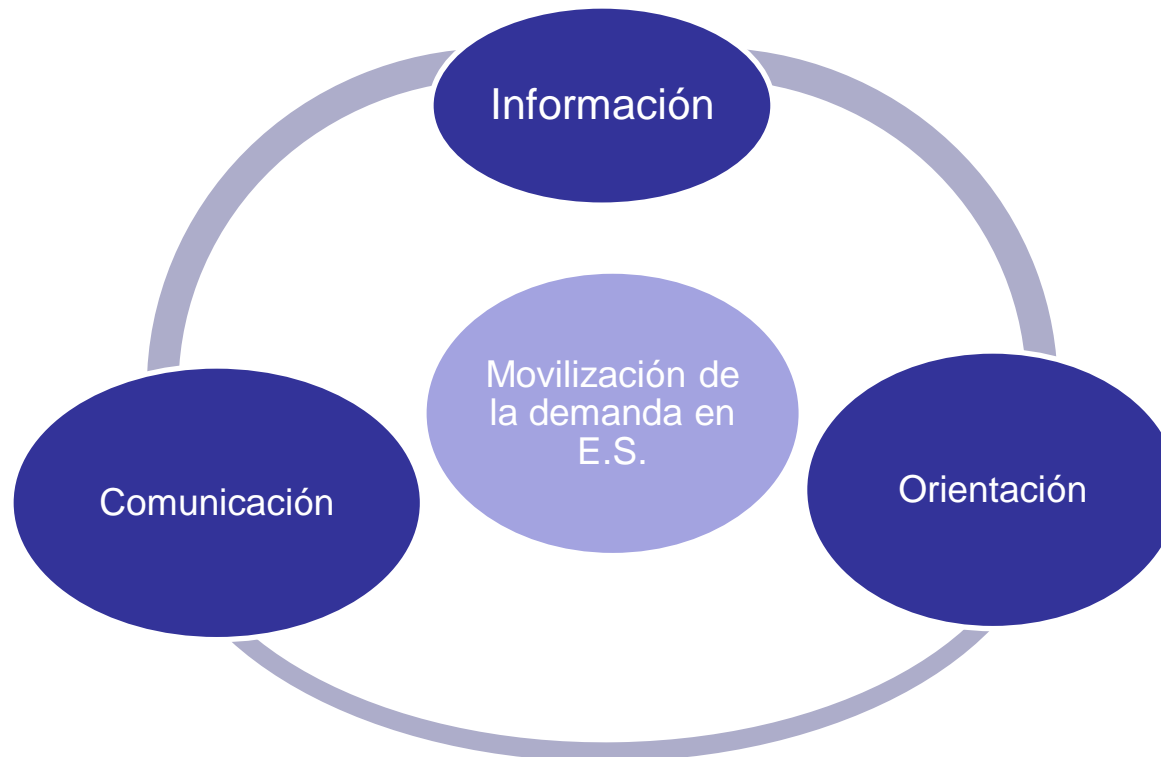 Información
Movilización de
la demanda en
E.S.
Comunicación
Orientación